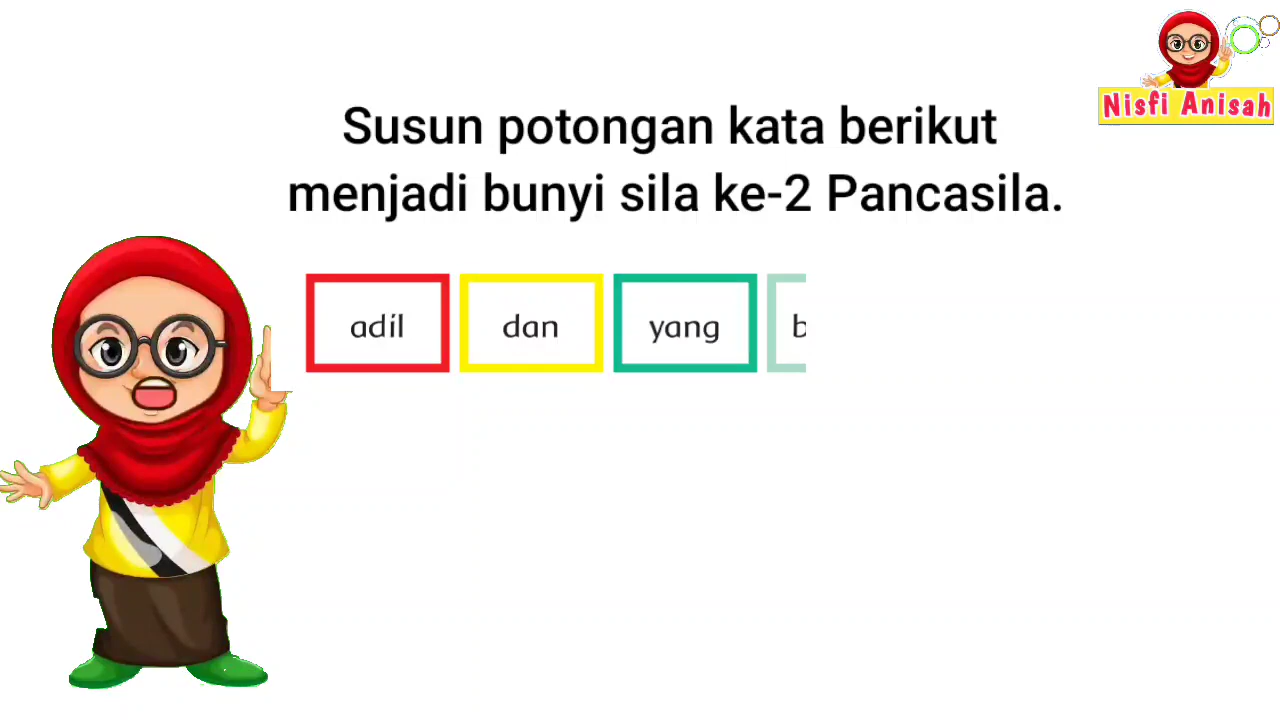 Nisfi Anisah
Susun potongan kata berikut
menjadi bunyi sila ke-2 Pancasila.
adil dan yang